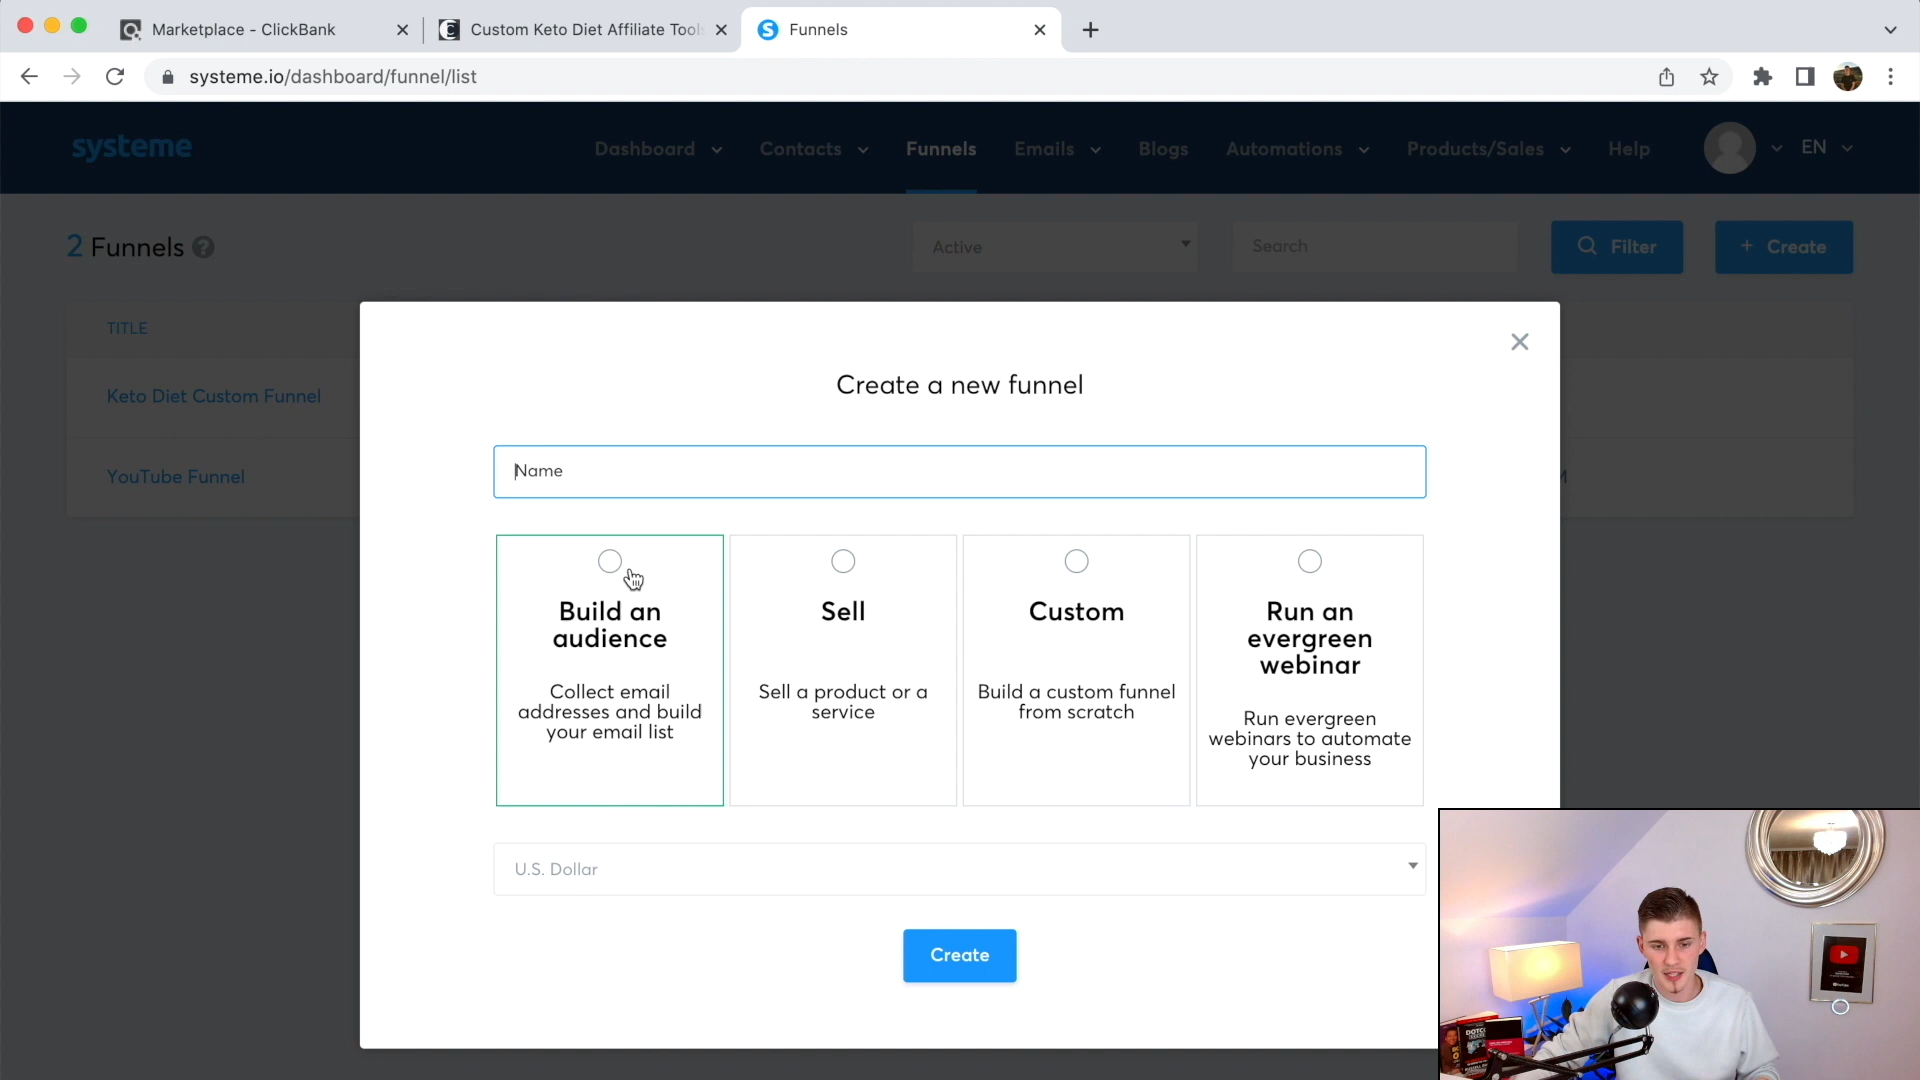 Marketplace - ClickBank
Custom Keto Diet Affiliate Tools
Funnels
systeme.io/dashboard/funnel/list
systeme
Dashboard
Contacts
Funnels
Emails
Blogs
Automations
Products/Sales
Help
EN
2 Funnels ?
Active
Search
Filter
+ Create
TITLE
Keto Diet Custom Funnel
YouTube Funnel
M
Create a new funnel
Name
Build an
audience
Collect email
addresses and build
your email list
Sell
Sell a product or a
service
Custom
Build a custom funnel
from scratch
Run an
evergreen
webinar
Run evergreen
webinars to automate
your business
U.S. Dollar
Create